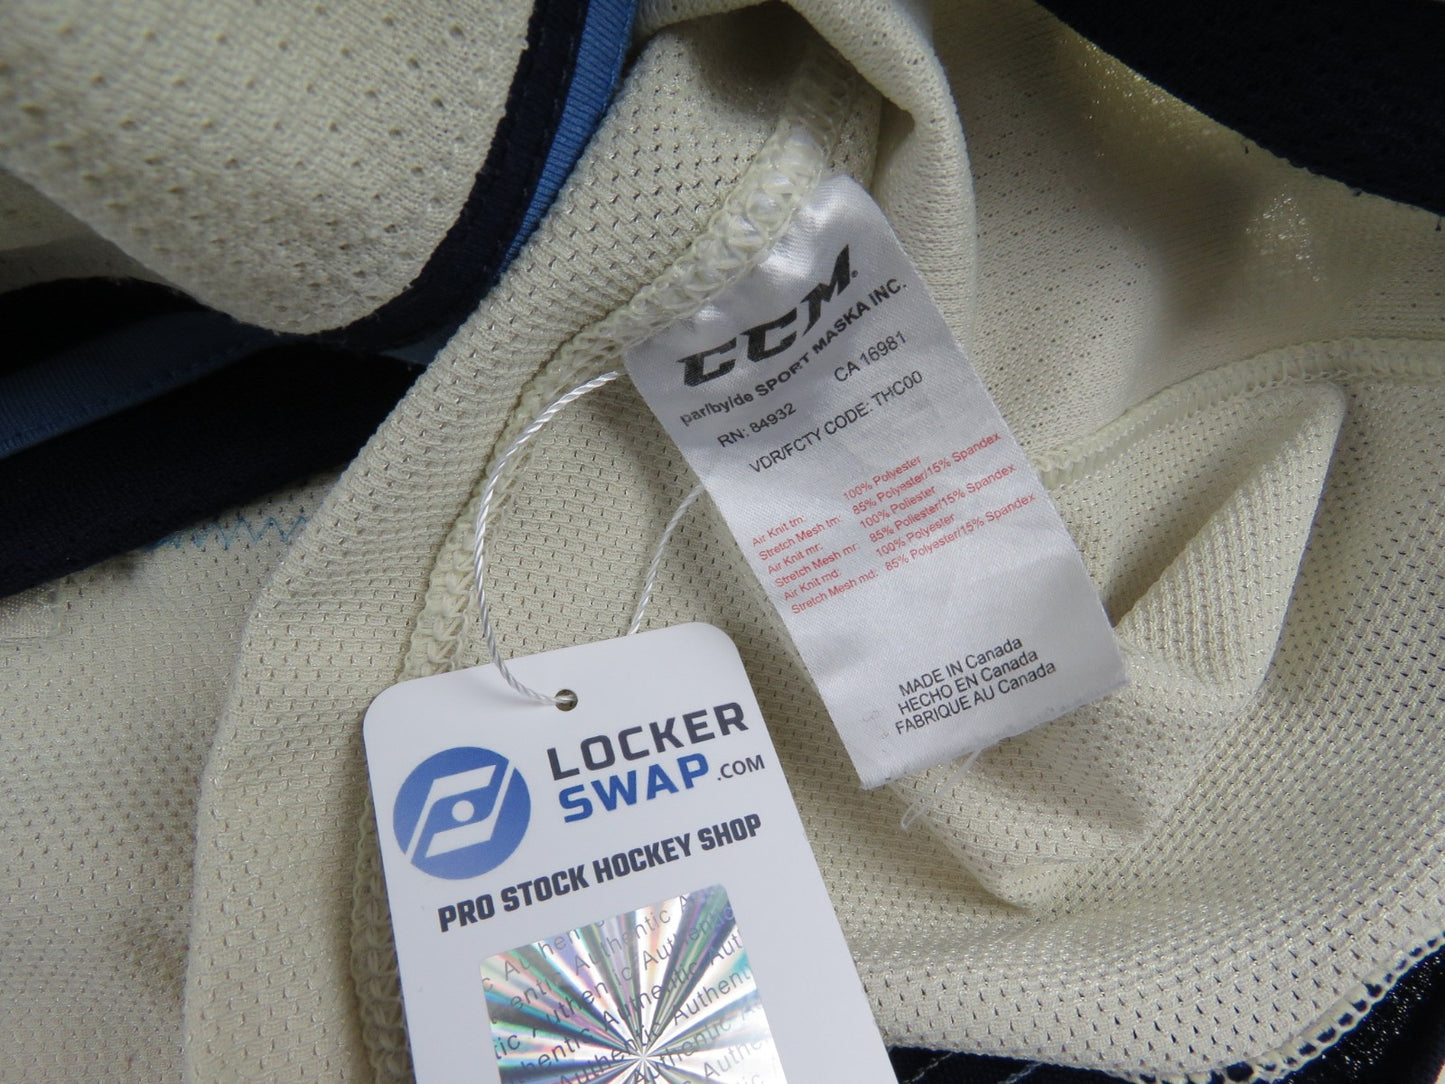 CCM®
par/by/de SPORT MASKA INC.
RN: 84932 CA 16981
VDR/FCTY CODE: THC00
Air Knit tm: 100% Polyester
Stretch Mesh tm: 85% Polyester/15% Spandex
Air Knit mr: 100% Poliester
Stretch Mesh mr: 85% Poliester/15% Spandex
Air Knit md: 100% Polyester
Stretch Mesh md: 85% Polyester/15% Spandex
MADE IN Canada
HECHO EN Canada
FABRIQUE AU Canada
LOCKER
SWAP.COM
PRO STOCK HOCKEY SHOP
Authentic Authentic Authentic